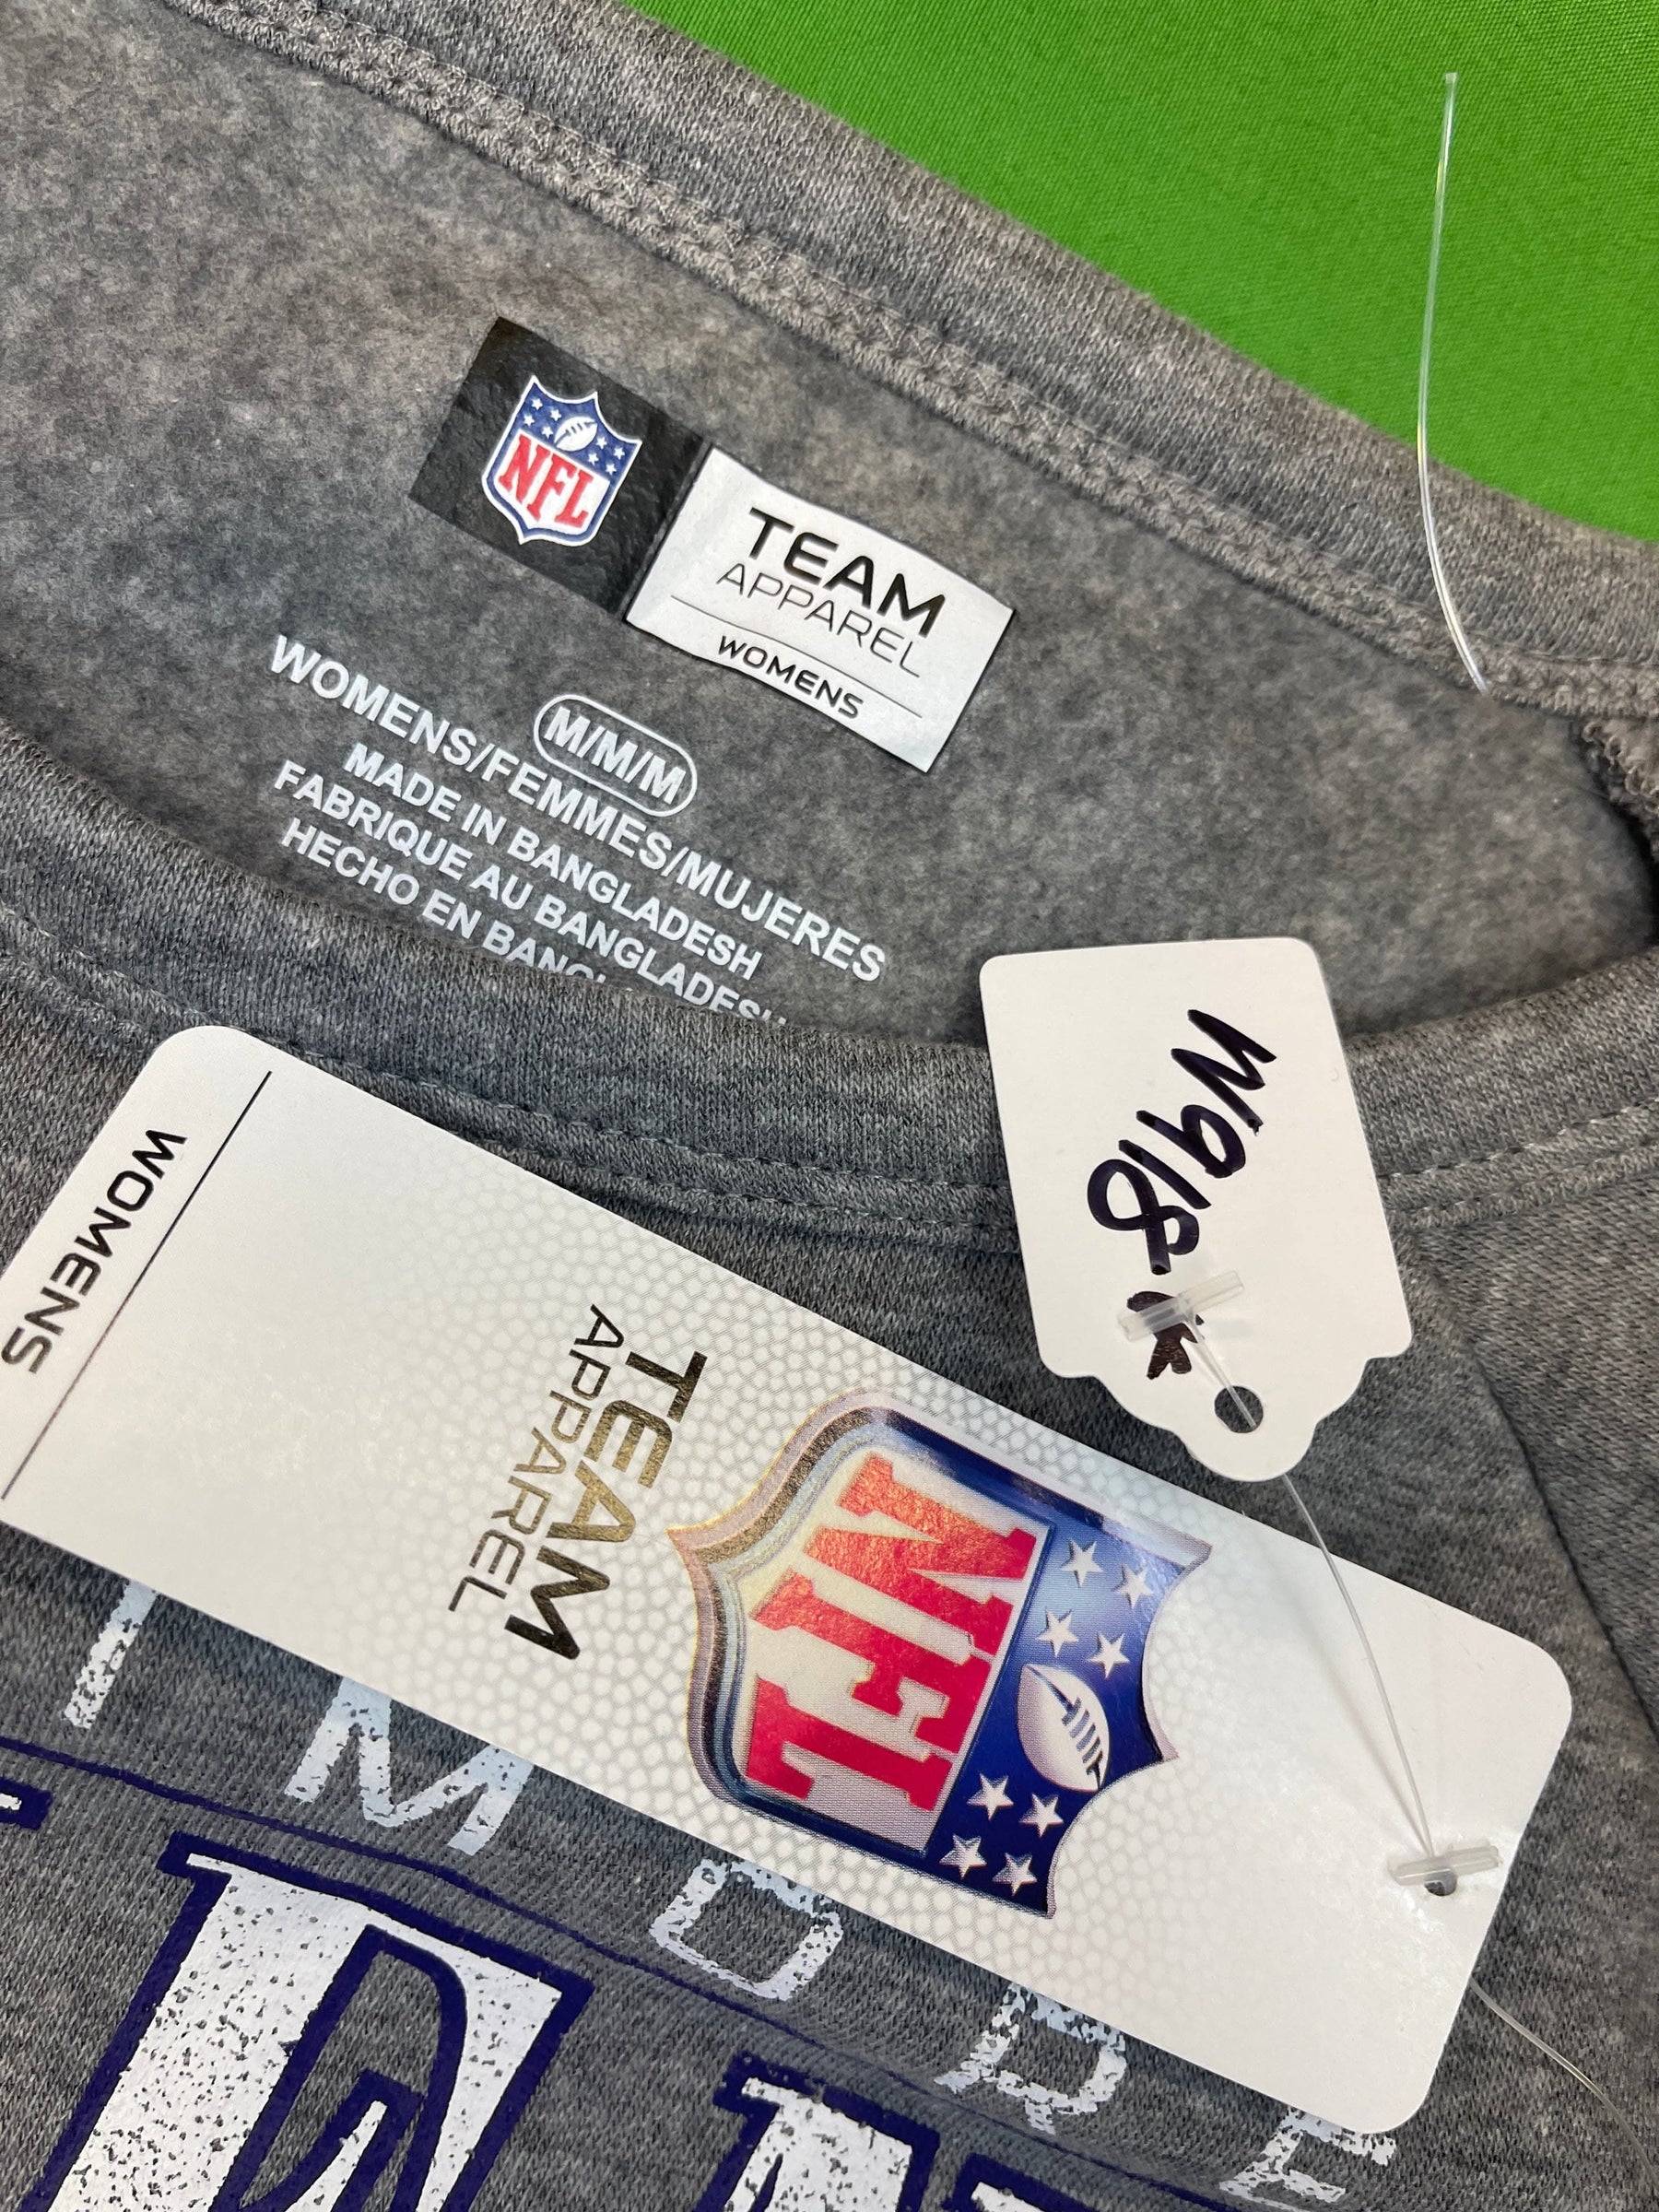 NFL
TEAM
APPAREL
WOMENS
M/M/M
WOMENS/FEMMES/MUJERES
MADE IN BANGLADESH
FABRIQUE AU BANGLADESH
HECHO EN
W918
WOMENS
TEAM
APPAREL
NFL
IMORE